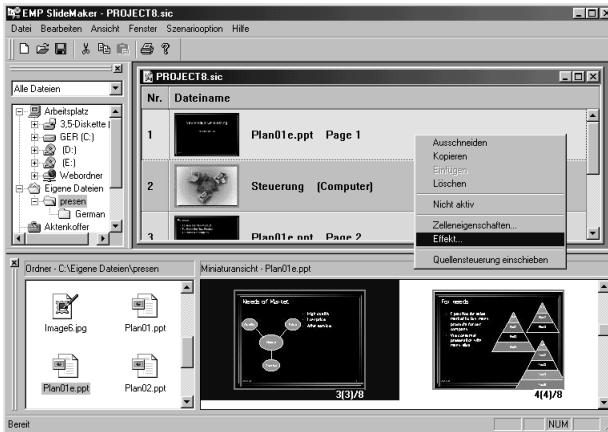 EMP SlideMaker - PROJECT8.sic
Datei Bearbeiten Ansicht Fenster Szenariooption Hilfe
Alle Dateien
Arbeitsplatz
3,5-Diskette
GER (C:)
(D:)
(E:)
Webordner
Eigene Dateien
presen
German
Aktenkoffer
PROJECT8.sic
Nr. Dateiname
1 Plan01e.ppt Page 1
2 Steuerung (Computer)
3 Plan01e.ppt Page 2
Ausschneiden
Kopieren
Einfügen
Löschen
Nicht aktiv
Zelleneigenschaften...
Effekt...
Quellensteuerung einschieben
Ordner - C:\Eigene Dateien\presen
Image6.jpg
Plan01.ppt
Plan01e.ppt
Plan02.ppt
Miniaturansicht - Plan01e.ppt
Needs of Market
3(3)/8
For needs
4(4)/8
Bereit
NUM